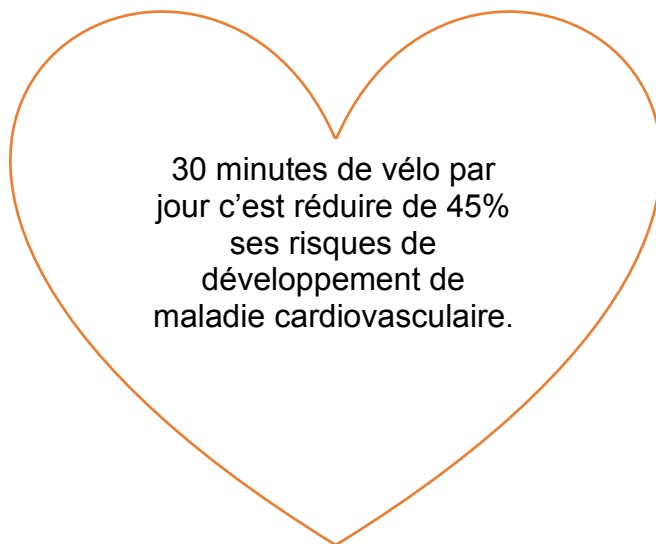 30 minutes de vélo par
jour c’est réduire de 45%
ses risques de
développement de
maladie cardiovasculaire.